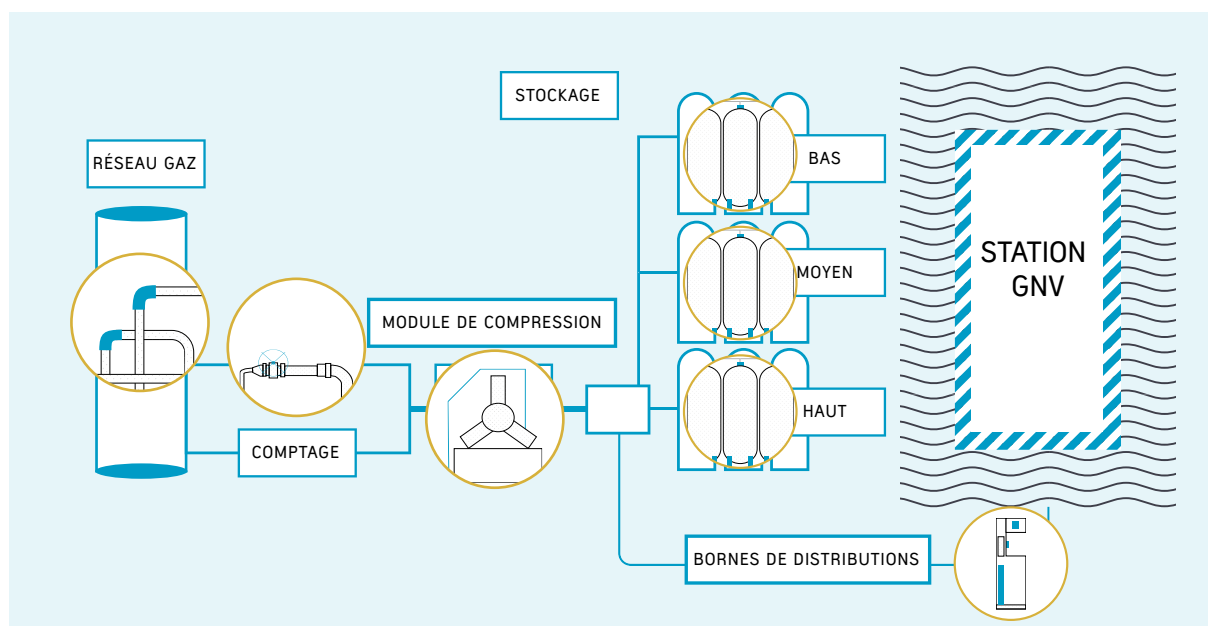 STOCKAGE
RÉSEAU GAZ
BAS
MOYEN
HAUT
STATION
GNV
MODULE DE COMPRESSION
COMPTAGE
BORNES DE DISTRIBUTIONS